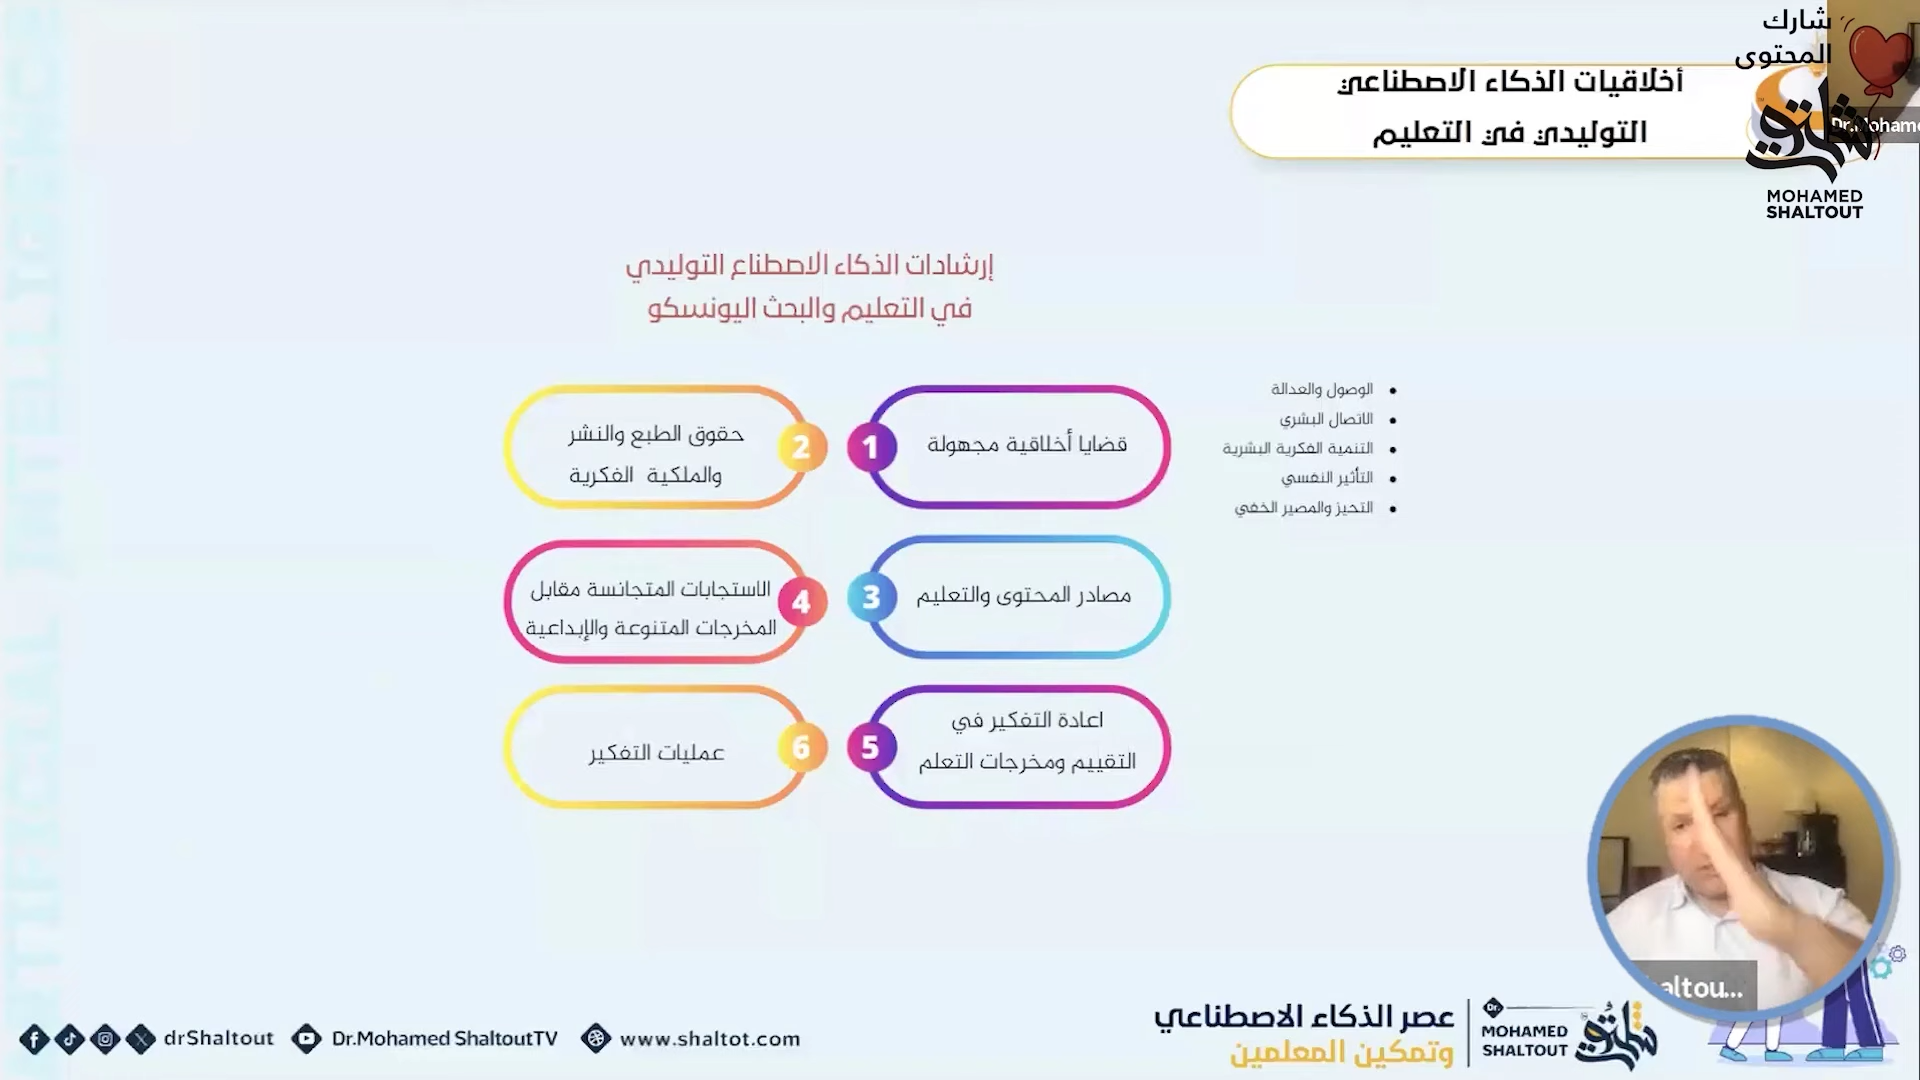 شارك
المحتوى
أخلاقيات الذكاء الاصطناعي
التوليدي في التعليم
MOHAMED
SHALTOUT
إرشادات الذكاء الاصطناع التوليدي
في التعليم والبحث اليونسكو
1
قضايا أخلاقية مجهولة
الوصول والعدالة
الاتصال البشري
التنمية الفكرية البشرية
التأثير النفسي
التحيز والمصير الخفي
2
حقوق الطبع والنشر
والملكية الفكرية
3
مصادر المحتوى والتعليم
4
الاستجابات المتجانسة مقابل
المخرجات المتنوعة والإبداعية
5
اعادة التفكير في
التقييم ومخرجات التعلم
6
عمليات التفكير
altou...
drShaltout
Dr.Mohamed ShaltoutTV
www.shaltot.com
عصر الذكاء الاصطناعي
وتمكين المعلمين
Dr.
MOHAMED
SHALTOUT
شلتوت